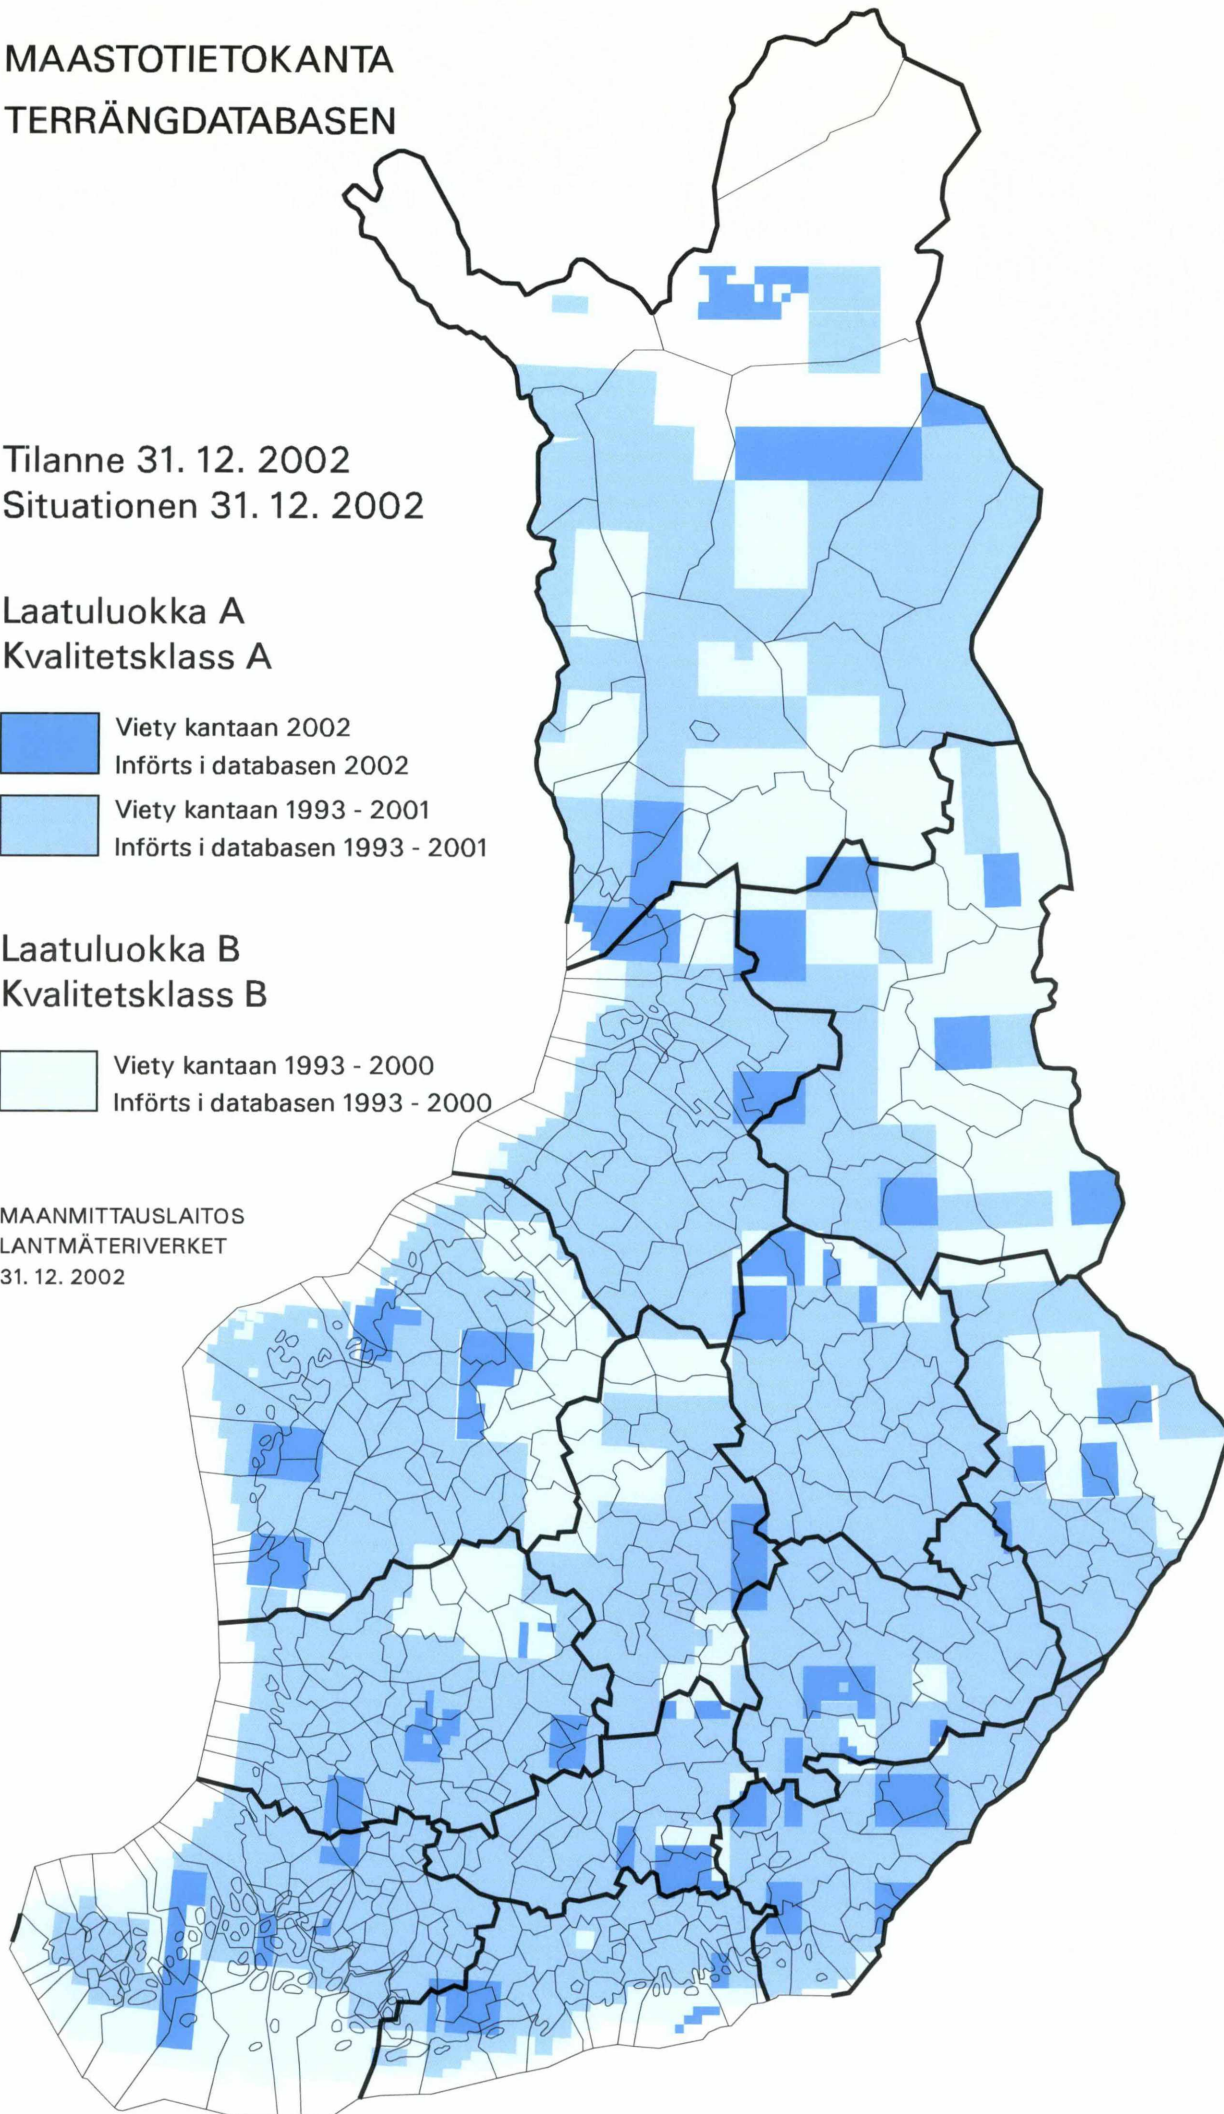 MAASTOTIETOKANTA
TERRÄNGDATABASEN
Tilanne 31. 12. 2002
Situationen 31. 12. 2002
Laatuluokka A
Kvalitetsklass A
Viety kantaan 2002
Införts i databasen 2002
Viety kantaan 1993 - 2001
Införts i databasen 1993 - 2001
Laatuluokka B
Kvalitetsklass B
Viety kantaan 1993 - 2000
Införts i databasen 1993 - 2000
MAANMITTAUSLAITOS
LANTMÄTERIVERKET
31. 12. 2002